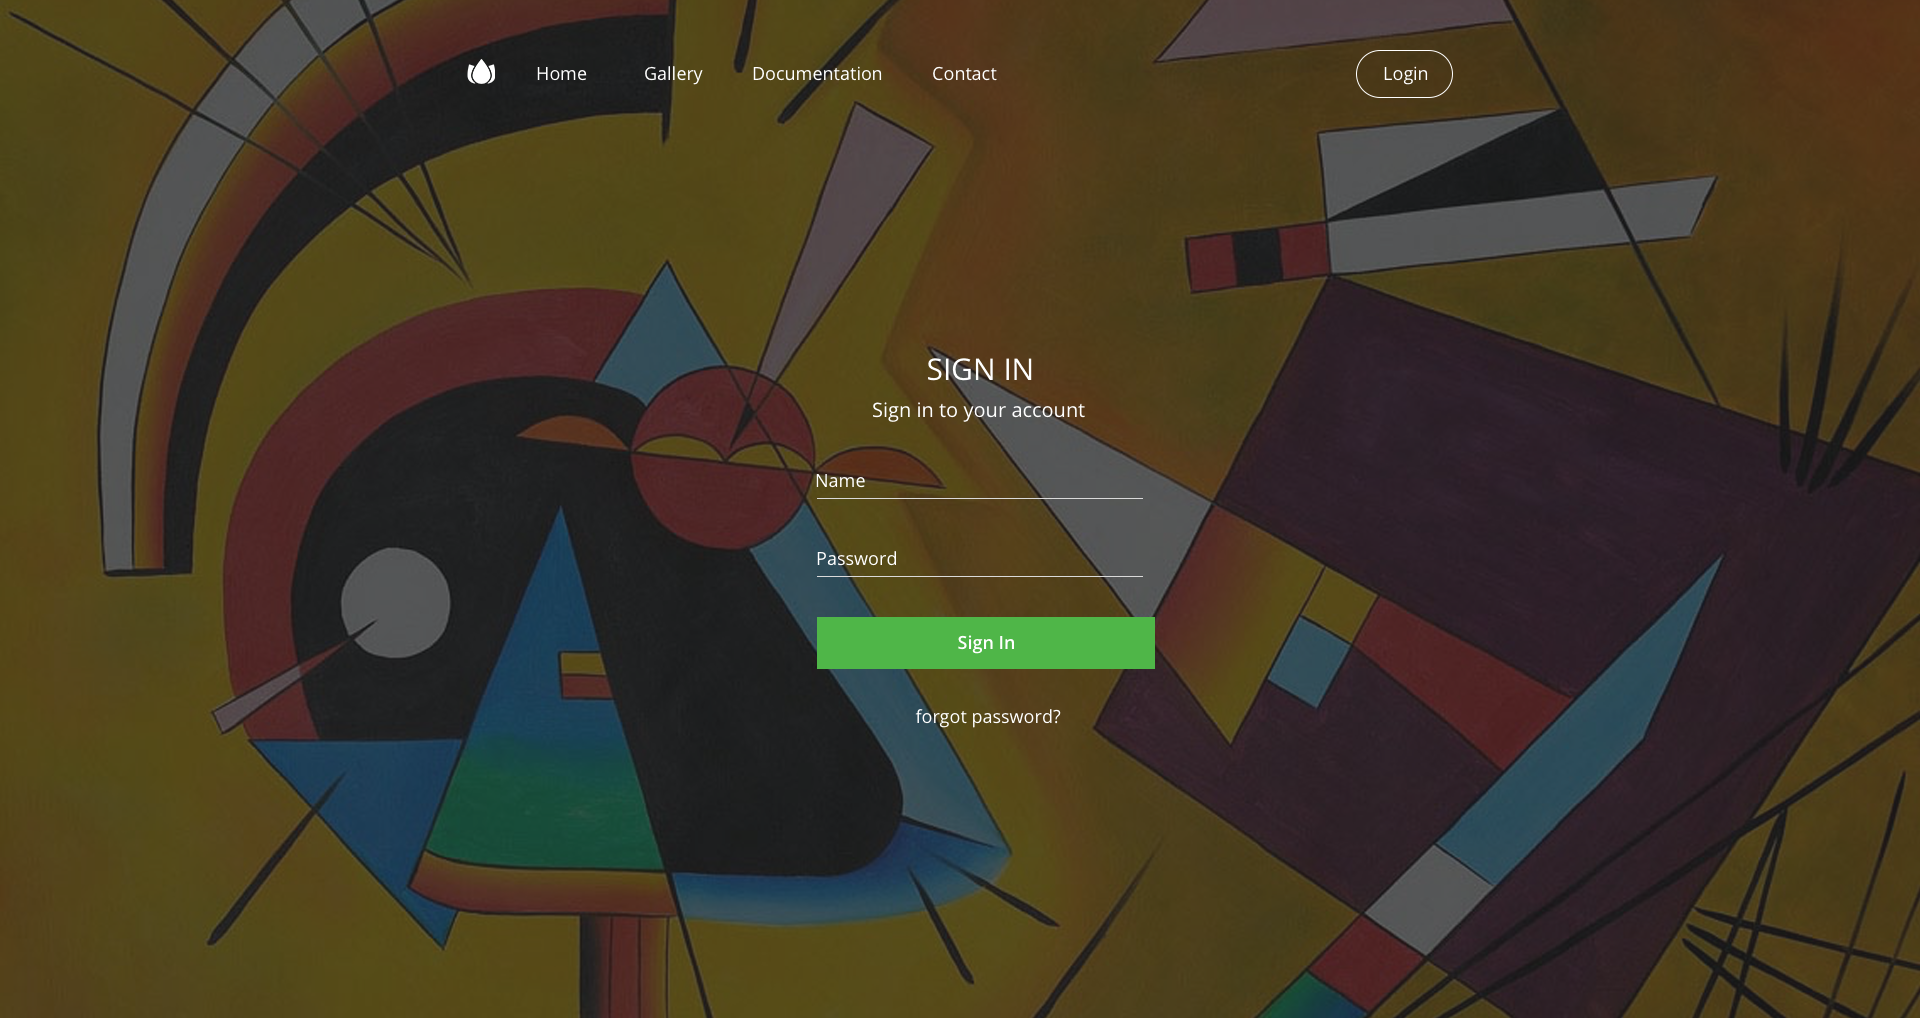 Home Gallery Documentation Contact Login
SIGN IN
Sign in to your account
Name
Password
Sign In
forgot password?